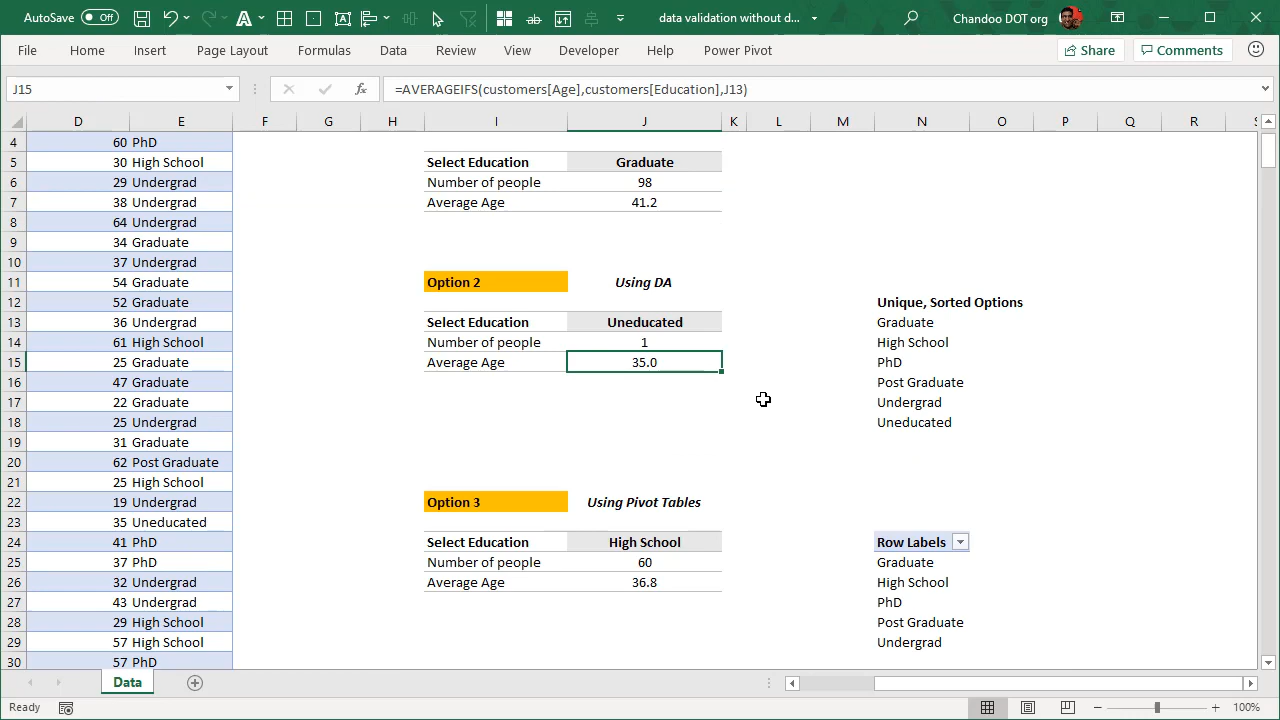 AutoSave Off data validation without d... Chandoo DOT org
File Home Insert Page Layout Formulas Data Review View Developer Help Power Pivot Share Comments
J15 fx =AVERAGEIFS(customers[Age],customers[Education],J13)
D E F G H I J K L M N O P Q R S
4 60 PhD
5 30 High School Select Education Graduate
6 29 Undergrad Number of people 98
7 38 Undergrad Average Age 41.2
8 64 Undergrad
9 34 Graduate
10 37 Undergrad
11 54 Graduate Option 2 Using DA
12 52 Graduate Unique, Sorted Options
13 36 Undergrad Select Education Uneducated Graduate
14 61 High School Number of people 1 High School
15 25 Graduate Average Age 35.0 PhD
16 47 Graduate Post Graduate
17 22 Graduate Undergrad
18 25 Undergrad Uneducated
19 31 Graduate
20 62 Post Graduate
21 25 High School
22 19 Undergrad Option 3 Using Pivot Tables
23 35 Uneducated
24 41 PhD Select Education High School Row Labels
25 37 PhD Number of people 60 Graduate
26 32 Undergrad Average Age 36.8 High School
27 43 Undergrad PhD
28 29 High School Post Graduate
29 57 High School Undergrad
30 57 PhD
Data
Ready 100%